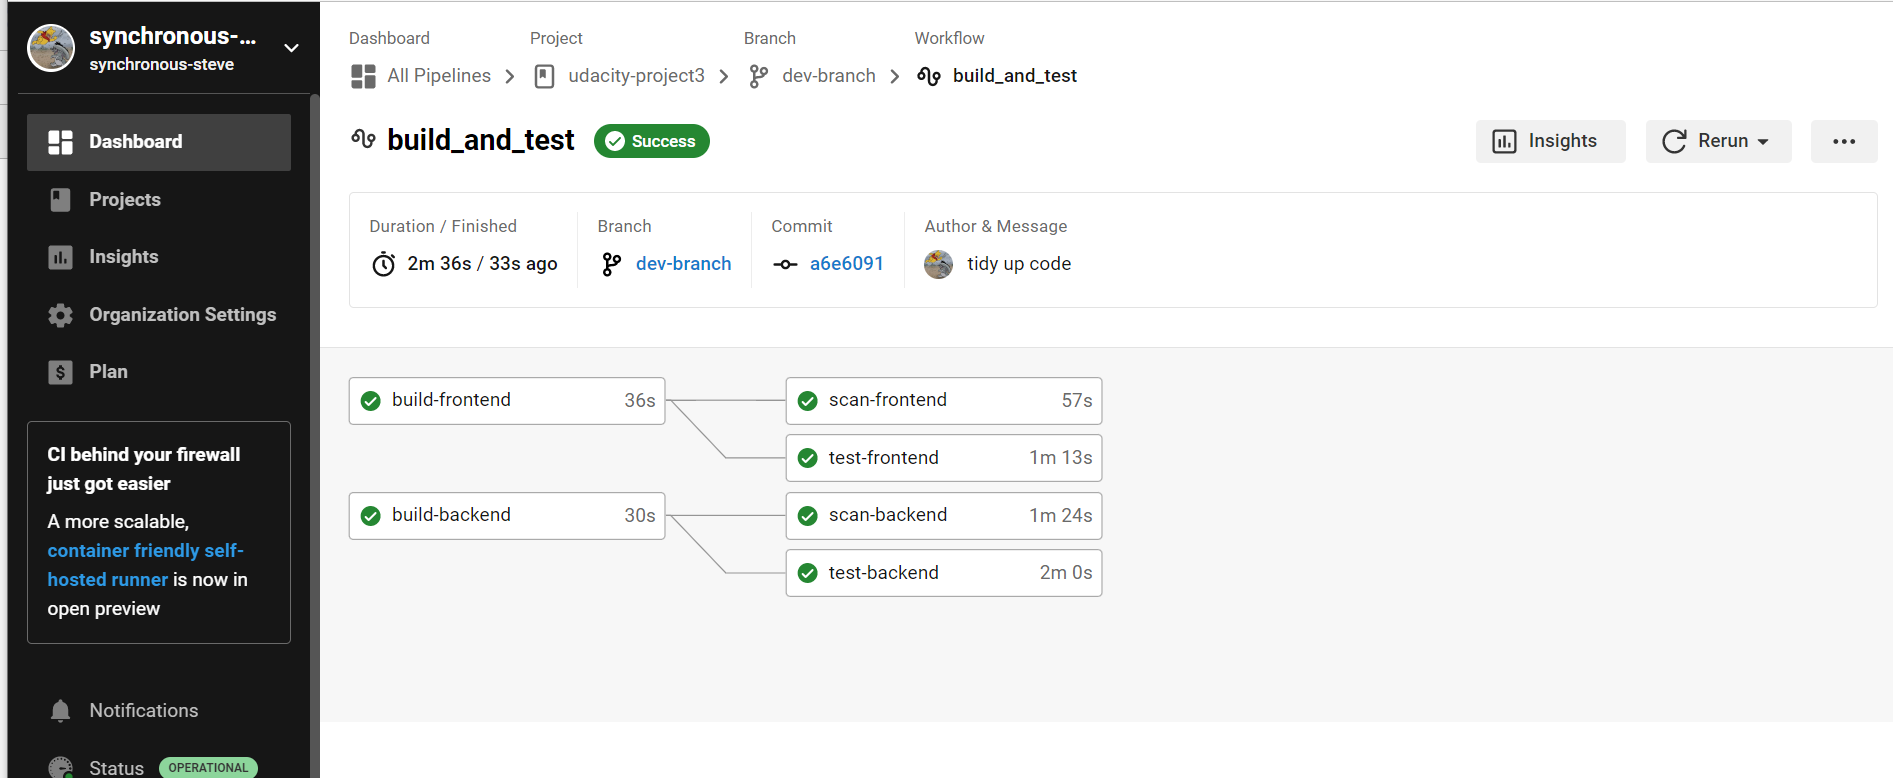 synchronous-...
synchronous-steve
Dashboard
Projects
Insights
Organization Settings
Plan
CI behind your firewall
just got easier
A more scalable,
container friendly self-
hosted runner is now in
open preview
Notifications
Status OPERATIONAL
Dashboard Project Branch Workflow
All Pipelines udacity-project3 dev-branch build_and_test
build_and_test Success
Insights Rerun
Duration / Finished Branch Commit Author & Message
2m 36s / 33s ago dev-branch a6e6091 tidy up code
build-frontend 36s scan-frontend 57s
test-frontend 1m 13s
build-backend 30s scan-backend 1m 24s
test-backend 2m 0s